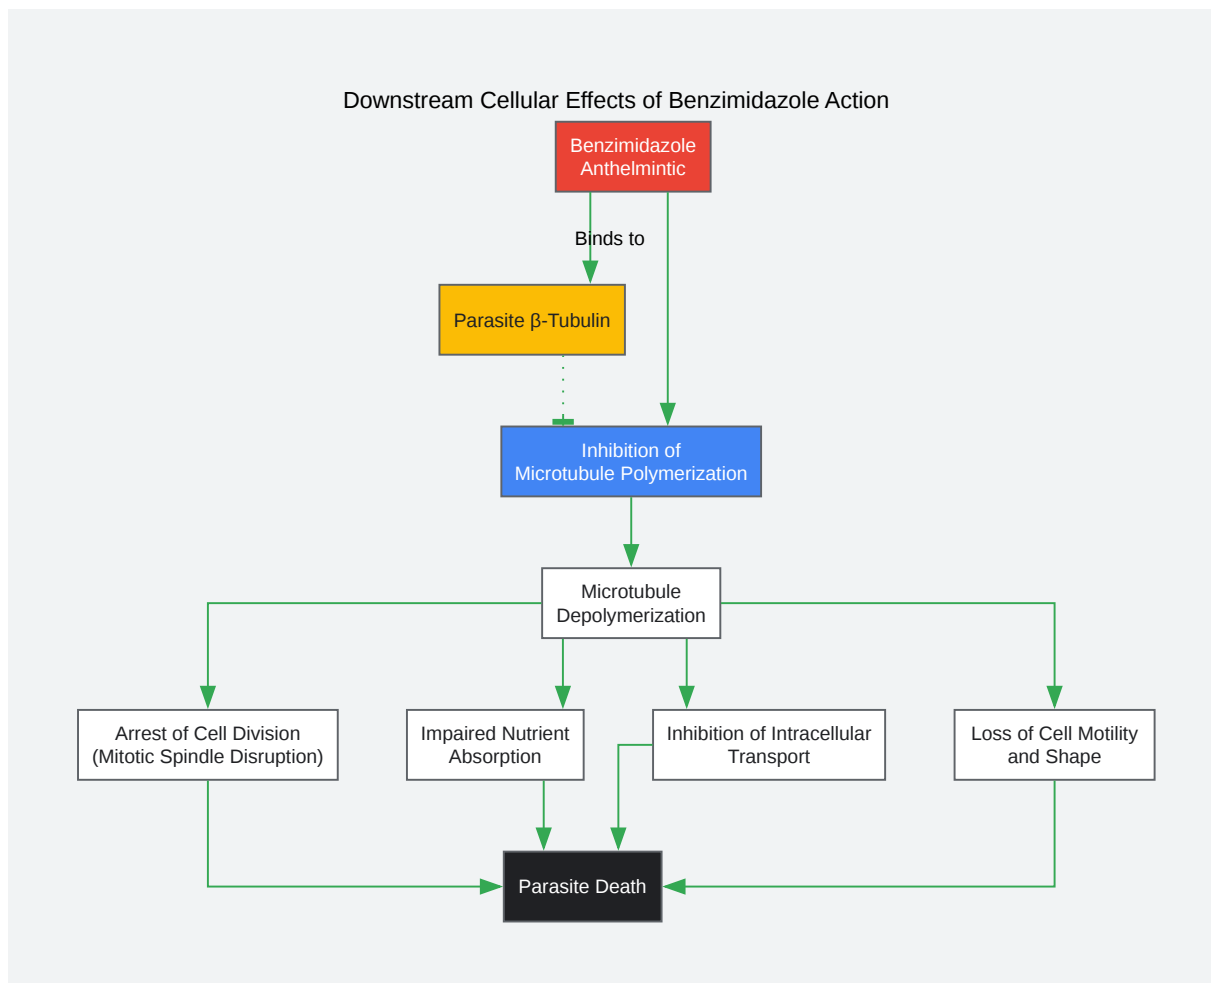 Downstream Cellular Effects of Benzimidazole Action
Benzimidazole
Anthelmintic
Binds to
Parasite β-Tubulin
Inhibition of
Microtubule Polymerization
Microtubule
Depolymerization
Arrest of Cell Division
(Mitotic Spindle Disruption)
Impaired Nutrient
Absorption
Inhibition of Intracellular
Transport
Loss of Cell Motility
and Shape
Parasite Death